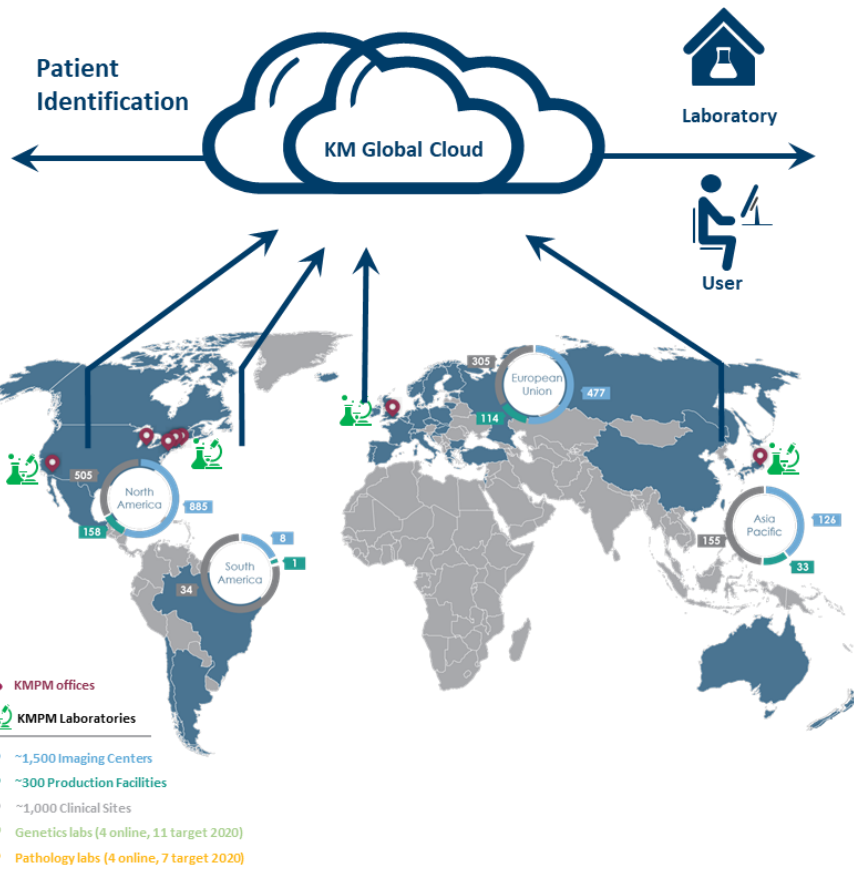 Patient
Identification
KM Global Cloud
Laboratory
User
305
European
Union
477
114
505
North
America
885
158
8
South
America
1
34
126
Asia
Pacific
155
33
KMPM offices
KMPM Laboratories
~1,500 Imaging Centers
~300 Production Facilities
~1,000 Clinical Sites
Genetics labs (4 online, 11 target 2020)
Pathology labs (4 online, 7 target 2020)